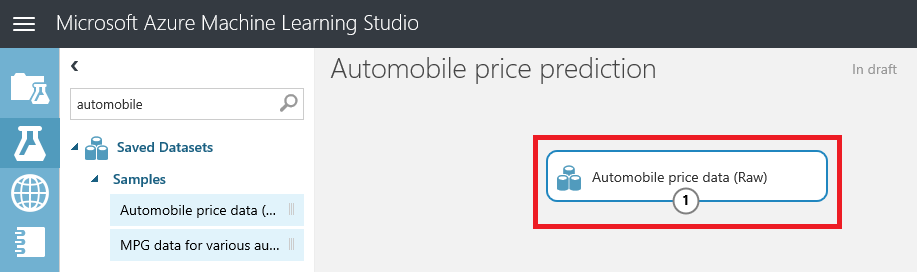 Microsoft Azure Machine Learning Studio
Automobile price prediction
In draft
automobile
Saved Datasets
Samples
Automobile price data (...
MPG data for various au...
Automobile price data (Raw)
1